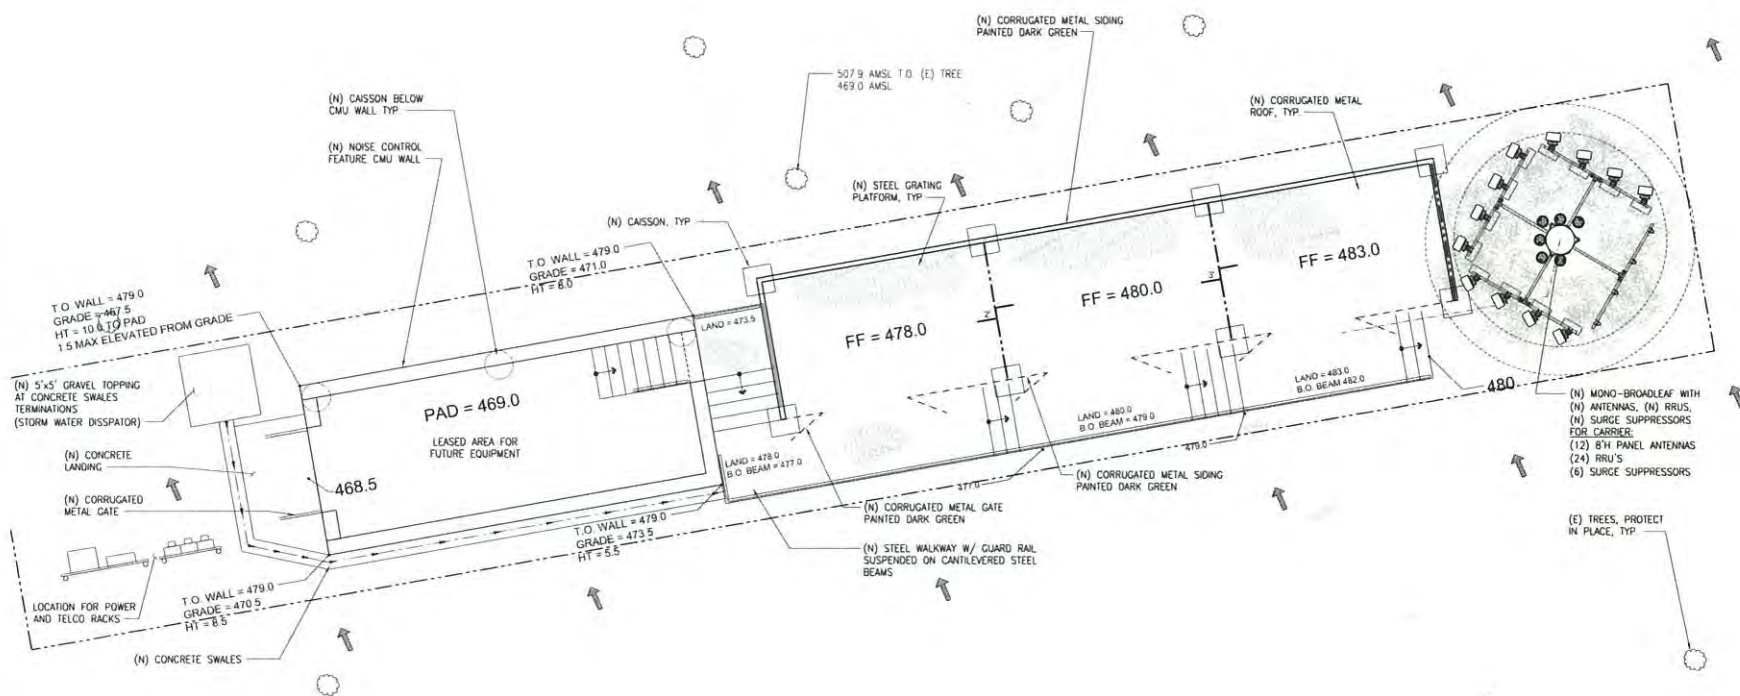 (N) CORRUGATED METAL SIDING
PAINTED DARK GREEN
507.9 AMSL T.O. (E) TREE
469.0 AMSL
(N) CAISSON BELOW
CMU WALL TYP
(N) CORRUGATED METAL
ROOF, TYP
(N) NOISE CONTROL
FEATURE CMU WALL
(N) STEEL GRATING
PLATFORM, TYP
(N) CAISSON, TYP
T.O. WALL = 479.0
GRADE = 471.0
HT = 8.0
T.O. WALL = 479.0
GRADE = 467.5
HT = 10.0 TO PAD
1.5 MAX ELEVATED FROM GRADE
FF = 483.0
3'
FF = 480.0
2'
FF = 478.0
LAND = 473.5
(N) 5'x5' GRAVEL TOPPING
AT CONCRETE SWALES
TERMINATIONS
(STORM WATER DISSPATOR)
PAD = 469.0
LEASED AREA FOR
FUTURE EQUIPMENT
LAND = 483.0
B.O. BEAM 482.0
480
LAND = 480.0
B.O. BEAM = 479.0
479.0
(N) MONO-BROADLEAF WITH
(N) ANTENNAS, (N) RRUS,
(N) SURGE SUPPRESSORS
FOR CARRIER:
(12) 8'H PANEL ANTENNAS
(24) RRU'S
(6) SURGE SUPPRESSORS
(N) CONCRETE
LANDING
468.5
LAND = 478.0
B.O. BEAM = 477.0
477.0
(N) CORRUGATED METAL SIDING
PAINTED DARK GREEN
(N) CORRUGATED
METAL GATE
(N) CORRUGATED METAL GATE
PAINTED DARK GREEN
(E) TREES, PROTECT
IN PLACE, TYP
T.O. WALL = 479.0
GRADE = 473.5
HT = 5.5
(N) STEEL WALKWAY W/ GUARD RAIL
SUSPENDED ON CANTILEVERED STEEL
BEAMS
T.O. WALL = 479.0
GRADE = 470.5
HT = 8.5
LOCATION FOR POWER
AND TELCO RACKS
(N) CONCRETE SWALES